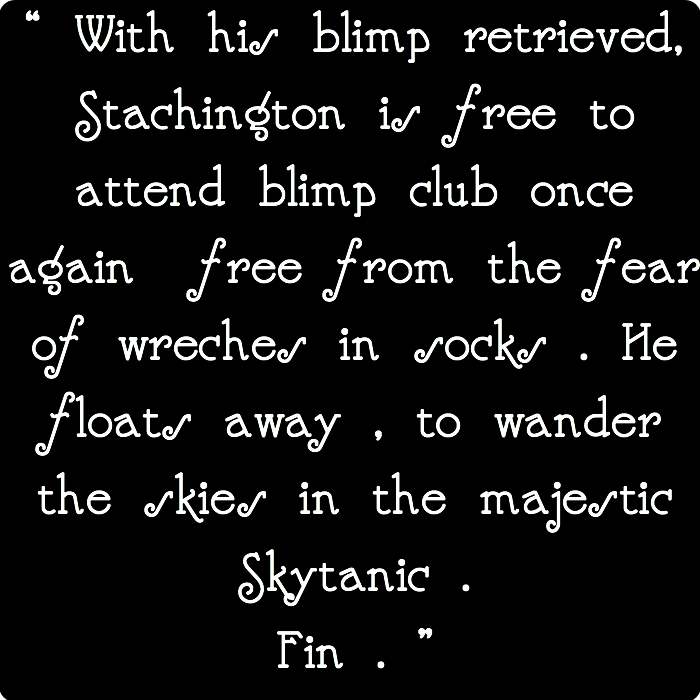 “ With his blimp retrieved,
Stachington is free to
attend blimp club once
again free from the fear
of wreches in socks . He
floats away , to wander
the skies in the majestic
Skytanic .
Fin . ”